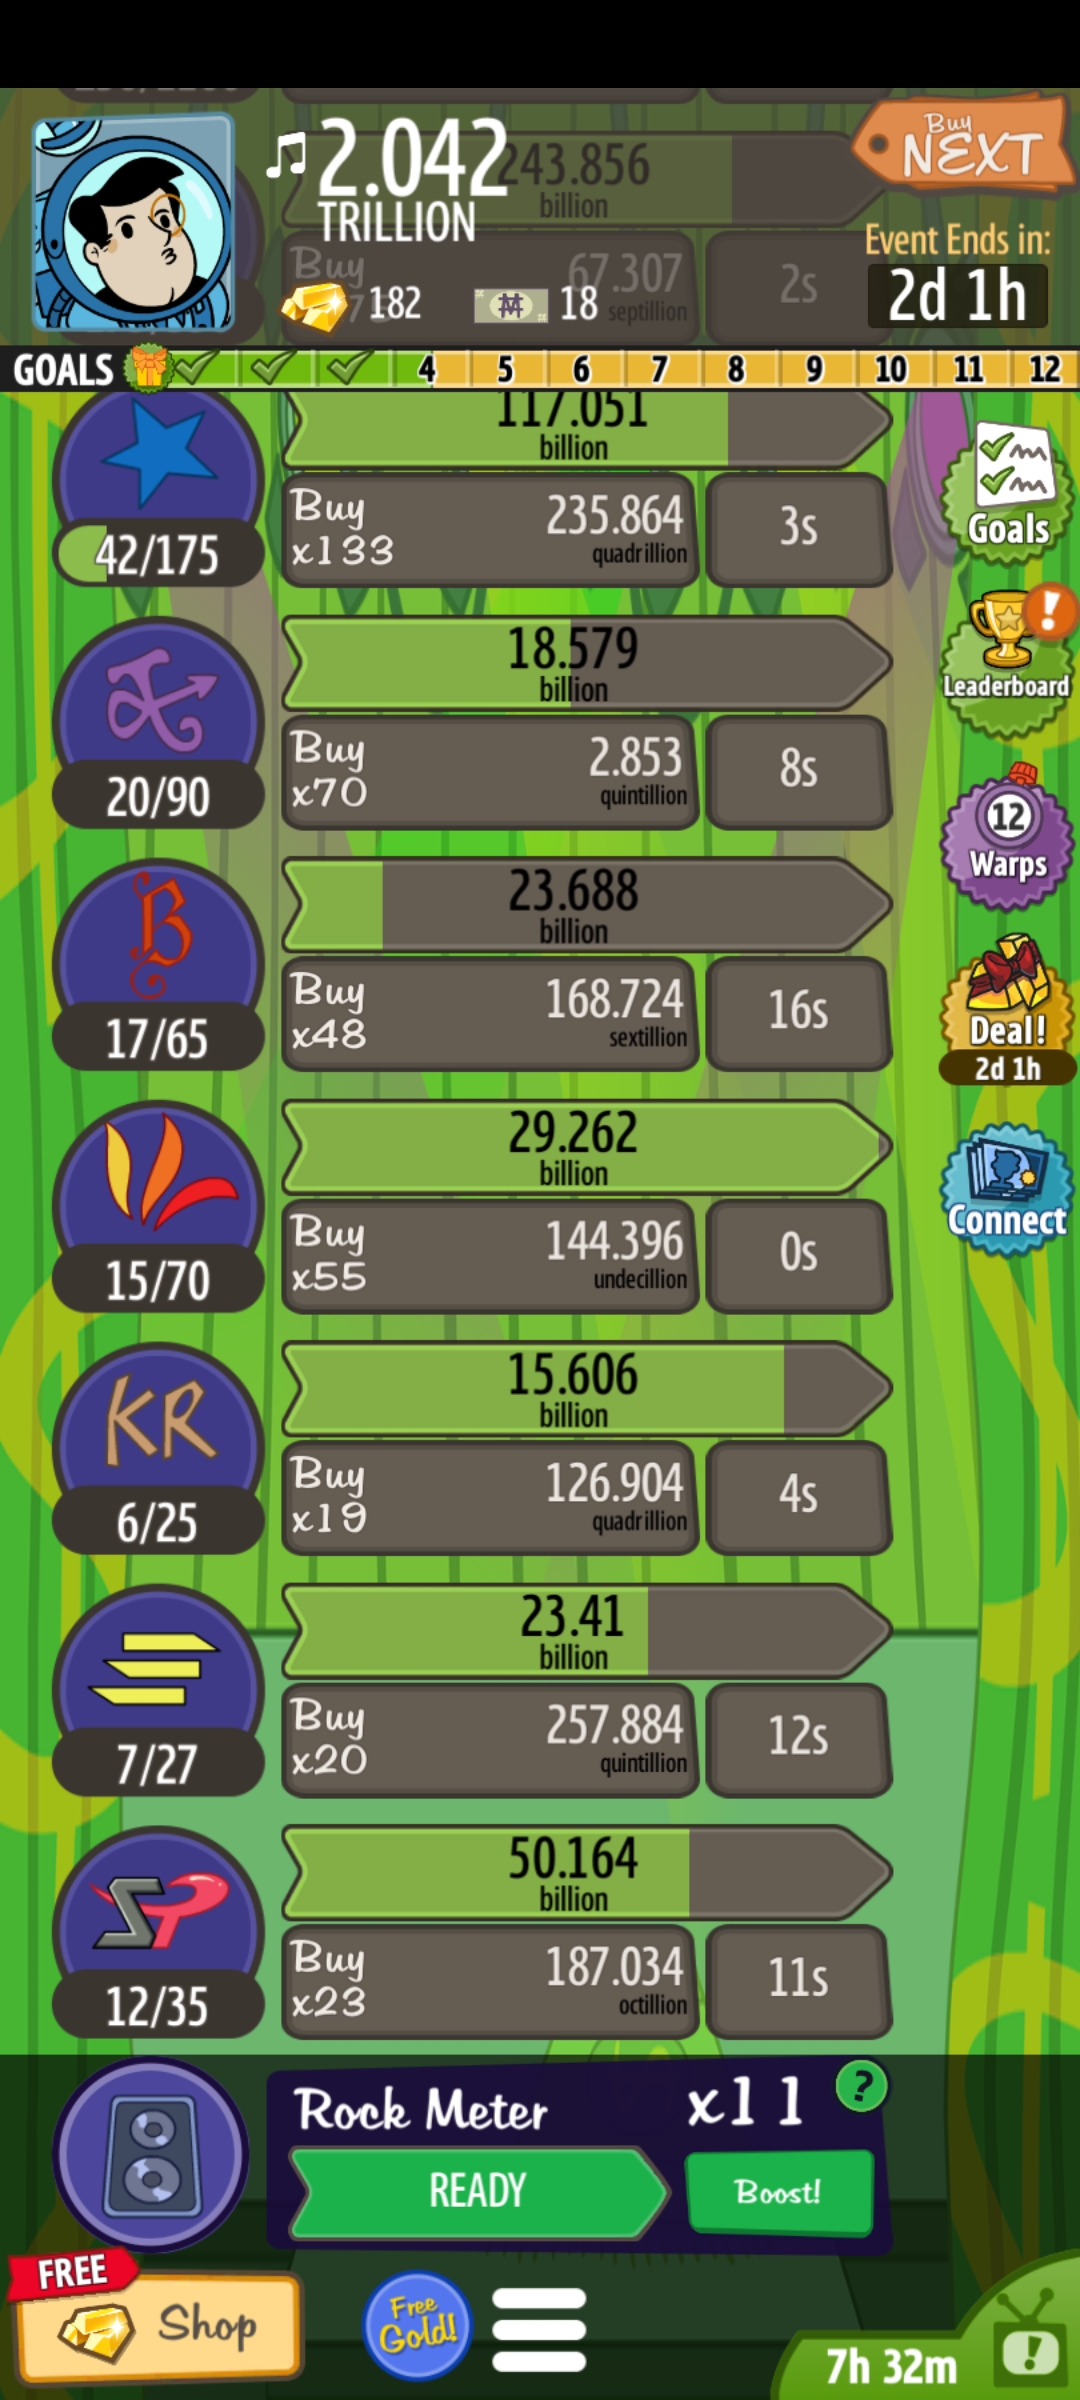 2.042
TRILLION
243.856
billion
Buy
NEXT
Event Ends in:
2d 1h
Buy
67.307
septillion
2s
182
18
GOALS
4 5 6 7 8 9 10 11 12
117.051
billion
42/175
Buy
x133
235.864
quadrillion
3s
Goals
18.579
billion
20/90
Buy
x70
2.853
quintillion
8s
Leaderboard
12
Warps
B
23.688
billion
17/65
Buy
x48
168.724
sextillion
16s
Deal!
2d 1h
29.262
billion
15/70
Buy
x55
144.396
undecillion
0s
Connect
KR
15.606
billion
6/25
Buy
x19
126.904
quadrillion
4s
23.41
billion
7/27
Buy
x20
257.884
quintillion
12s
SP
50.164
billion
12/35
Buy
x23
187.034
octillion
11s
Rock Meter
x11
?
READY
Boost!
FREE
Shop
Free
Gold!
7h 32m